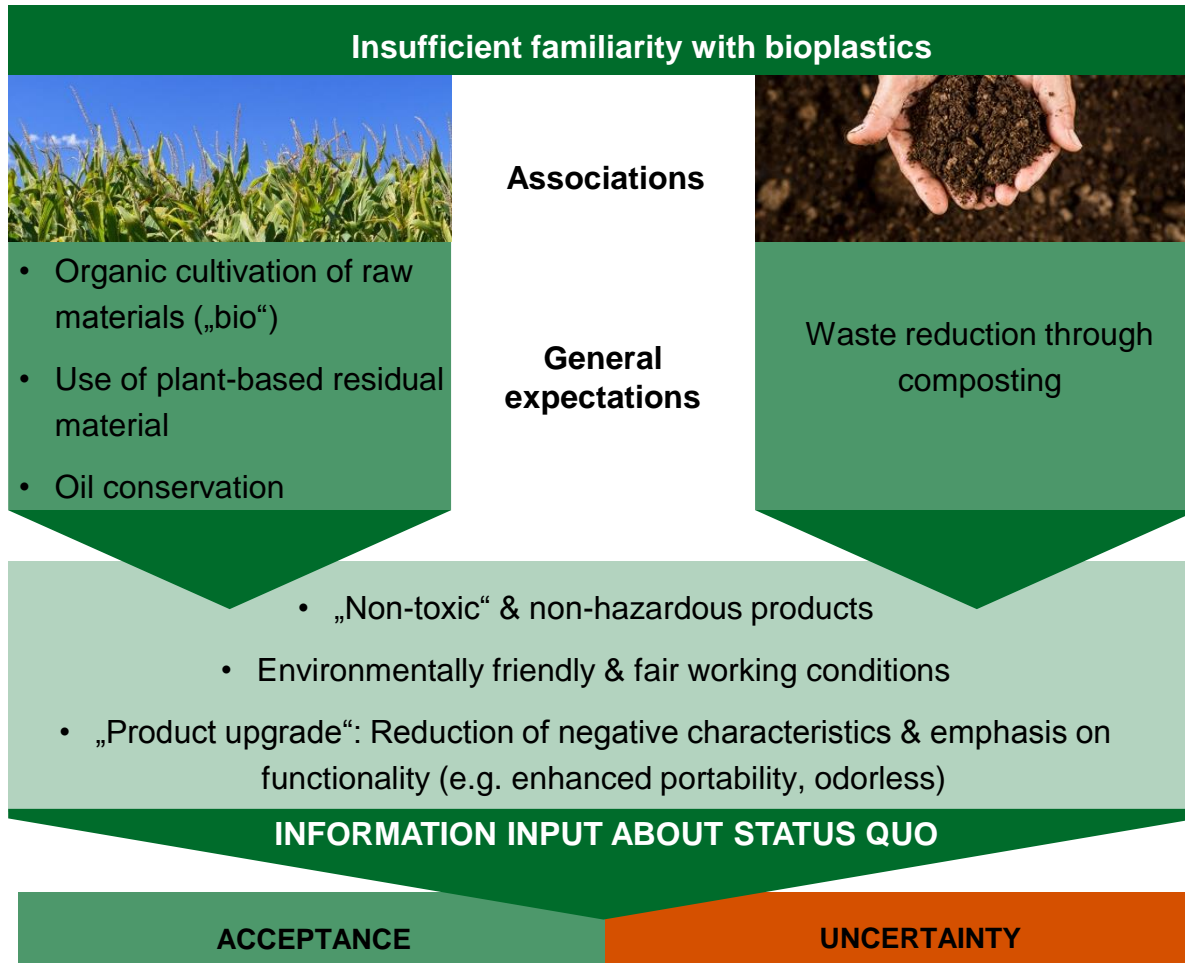 Insufficient familiarity with bioplastics
Associations
• Organic cultivation of raw
materials („bio“)
• Use of plant-based residual
material
• Oil conservation
General
expectations
Waste reduction through
composting
• „Non-toxic“ & non-hazardous products
• Environmentally friendly & fair working conditions
• „Product upgrade“: Reduction of negative characteristics & emphasis on
functionality (e.g. enhanced portability, odorless)
INFORMATION INPUT ABOUT STATUS QUO
ACCEPTANCE
UNCERTAINTY